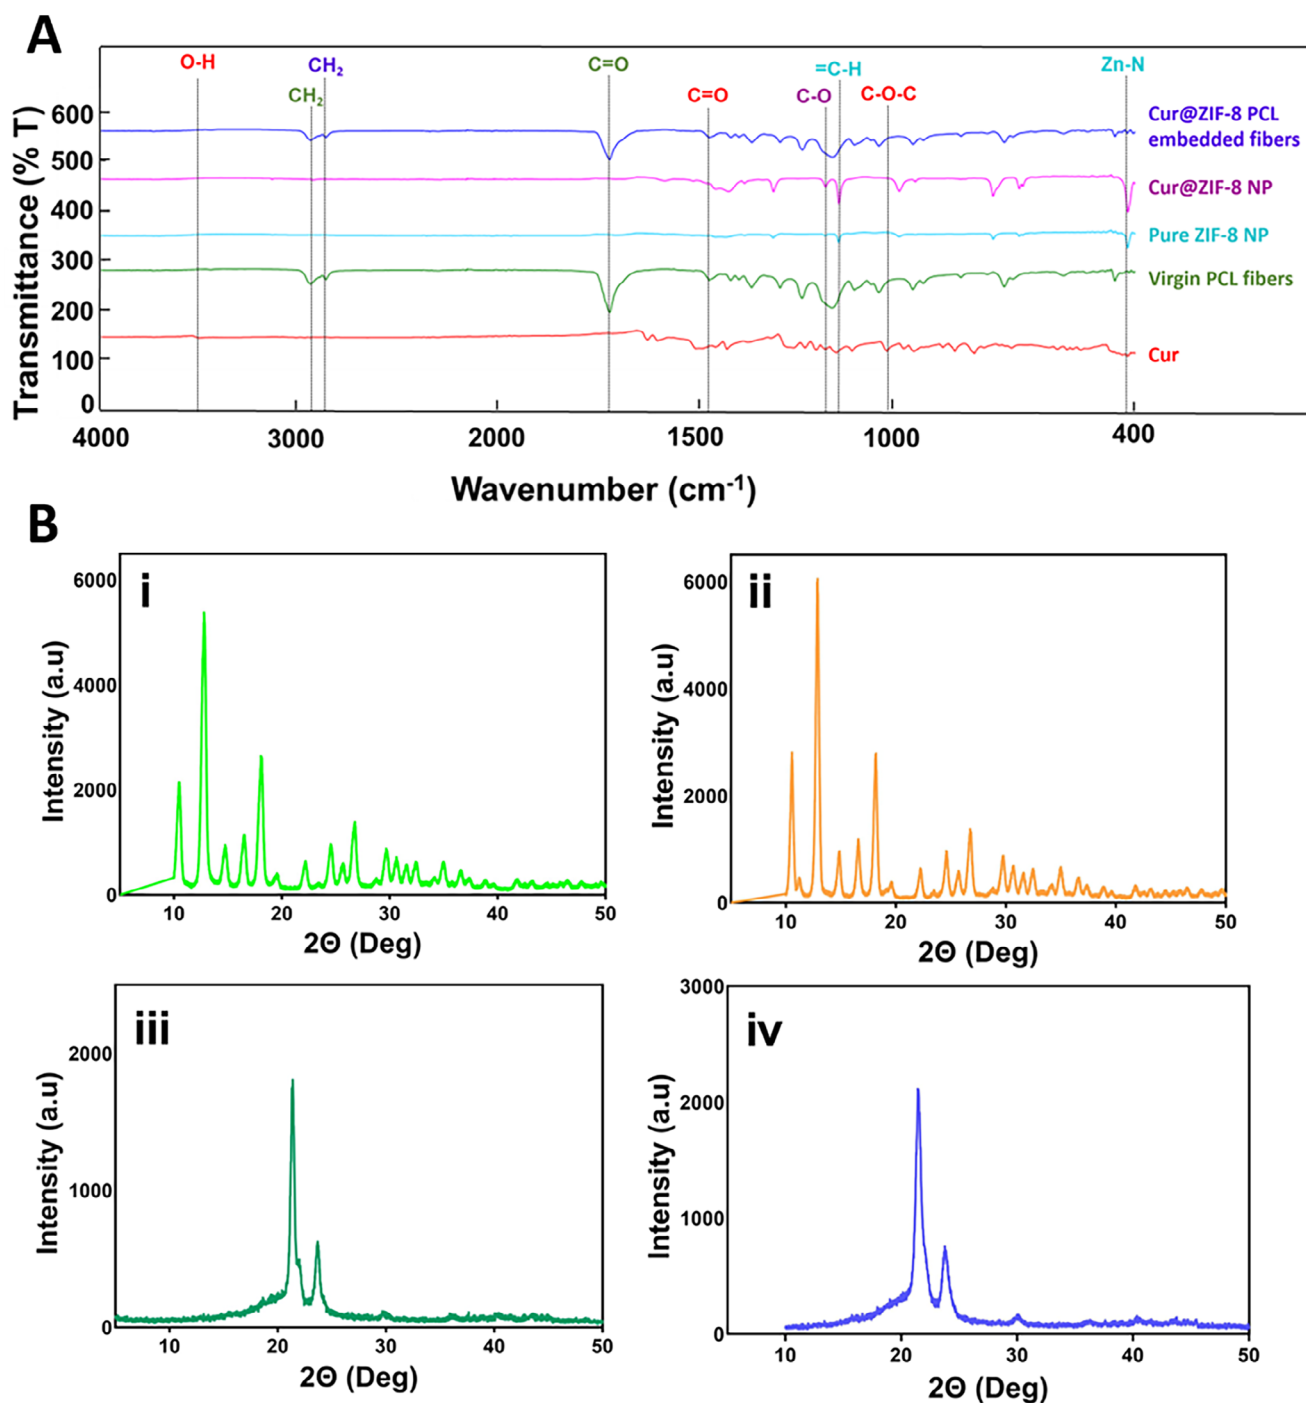 A
O-H
CH₂
C=O
=C-H
Zn-N
CH₂
C=O
C-O
C-O-C
Transmittance (% T)
600
500
400
300
200
100
0
Cur@ZIF-8 PCL
embedded fibers
Cur@ZIF-8 NP
Pure ZIF-8 NP
Virgin PCL fibers
Cur
4000
3000
2000
1500
1000
400
Wavenumber (cm⁻¹)
B
i
Intensity (a.u)
6000
4000
2000
0
10
20
30
40
50
2Θ (Deg)
ii
Intensity (a.u)
6000
4000
2000
0
10
20
30
40
50
2Θ (Deg)
iii
Intensity (a.u)
2000
1000
0
10
20
30
40
50
2Θ (Deg)
iv
Intensity (a.u)
3000
2000
1000
0
10
20
30
40
50
2Θ (Deg)